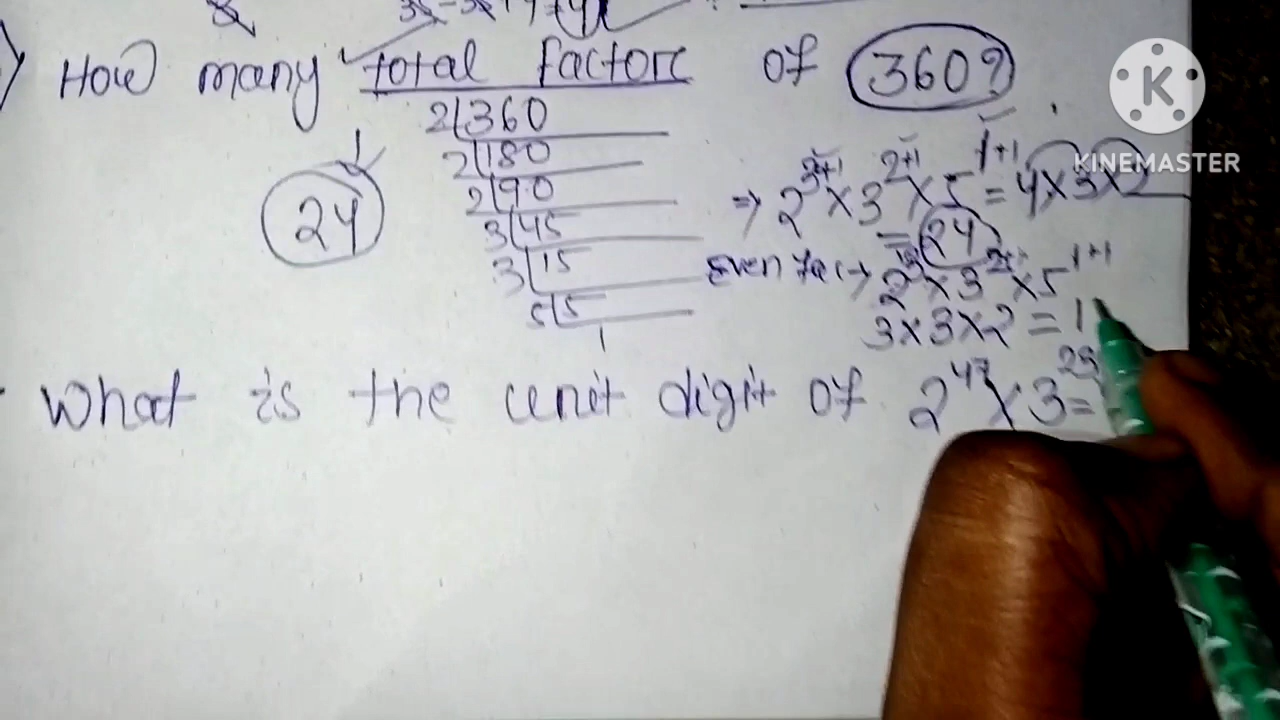 How many total factors of 360?
2 360
2 180
2 90
3 45
3 15
5 5
1
24
⇒ 2^3+1 × 3^2+1 × 5^1+1 = 4×3×2
= 24
Even fac → 2^3 × 3^2+1 × 5^1+1
3×3×2 = 1
What is the unit digit of 2^47 × 3^29 =
K
KINEMASTER